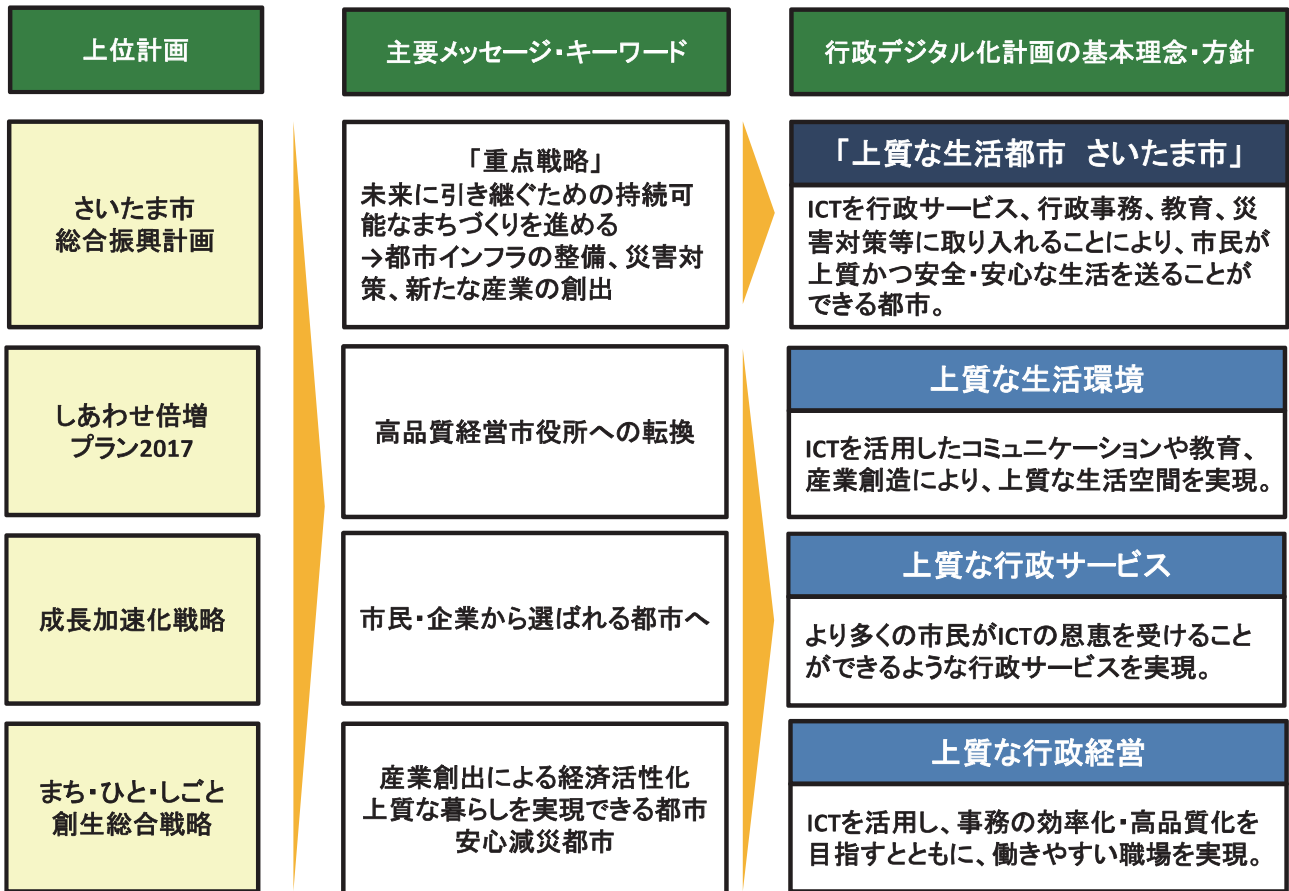 上位計画
主要メッセージ・キーワード
行政デジタル化計画の基本理念・方針
さいたま市
総合振興計画
「重点戦略」
未来に引き継ぐための持続可
能なまちづくりを進める
→都市インフラの整備、災害対
策、新たな産業の創出
「上質な生活都市　さいたま市」
ICTを行政サービス、行政事務、教育、災
害対策等に取り入れることにより、市民が
上質かつ安全・安心な生活を送ることが
できる都市。
しあわせ倍増
プラン2017
高品質経営市役所への転換
上質な生活環境
ICTを活用したコミュニケーションや教育、
産業創造により、上質な生活空間を実現。
成長加速化戦略
市民・企業から選ばれる都市へ
上質な行政サービス
より多くの市民がICTの恩恵を受けること
ができるような行政サービスを実現。
まち・ひと・しごと
創生総合戦略
産業創出による経済活性化
上質な暮らしを実現できる都市
安心減災都市
上質な行政経営
ICTを活用し、事務の効率化・高品質化を
目指すとともに、働きやすい職場を実現。